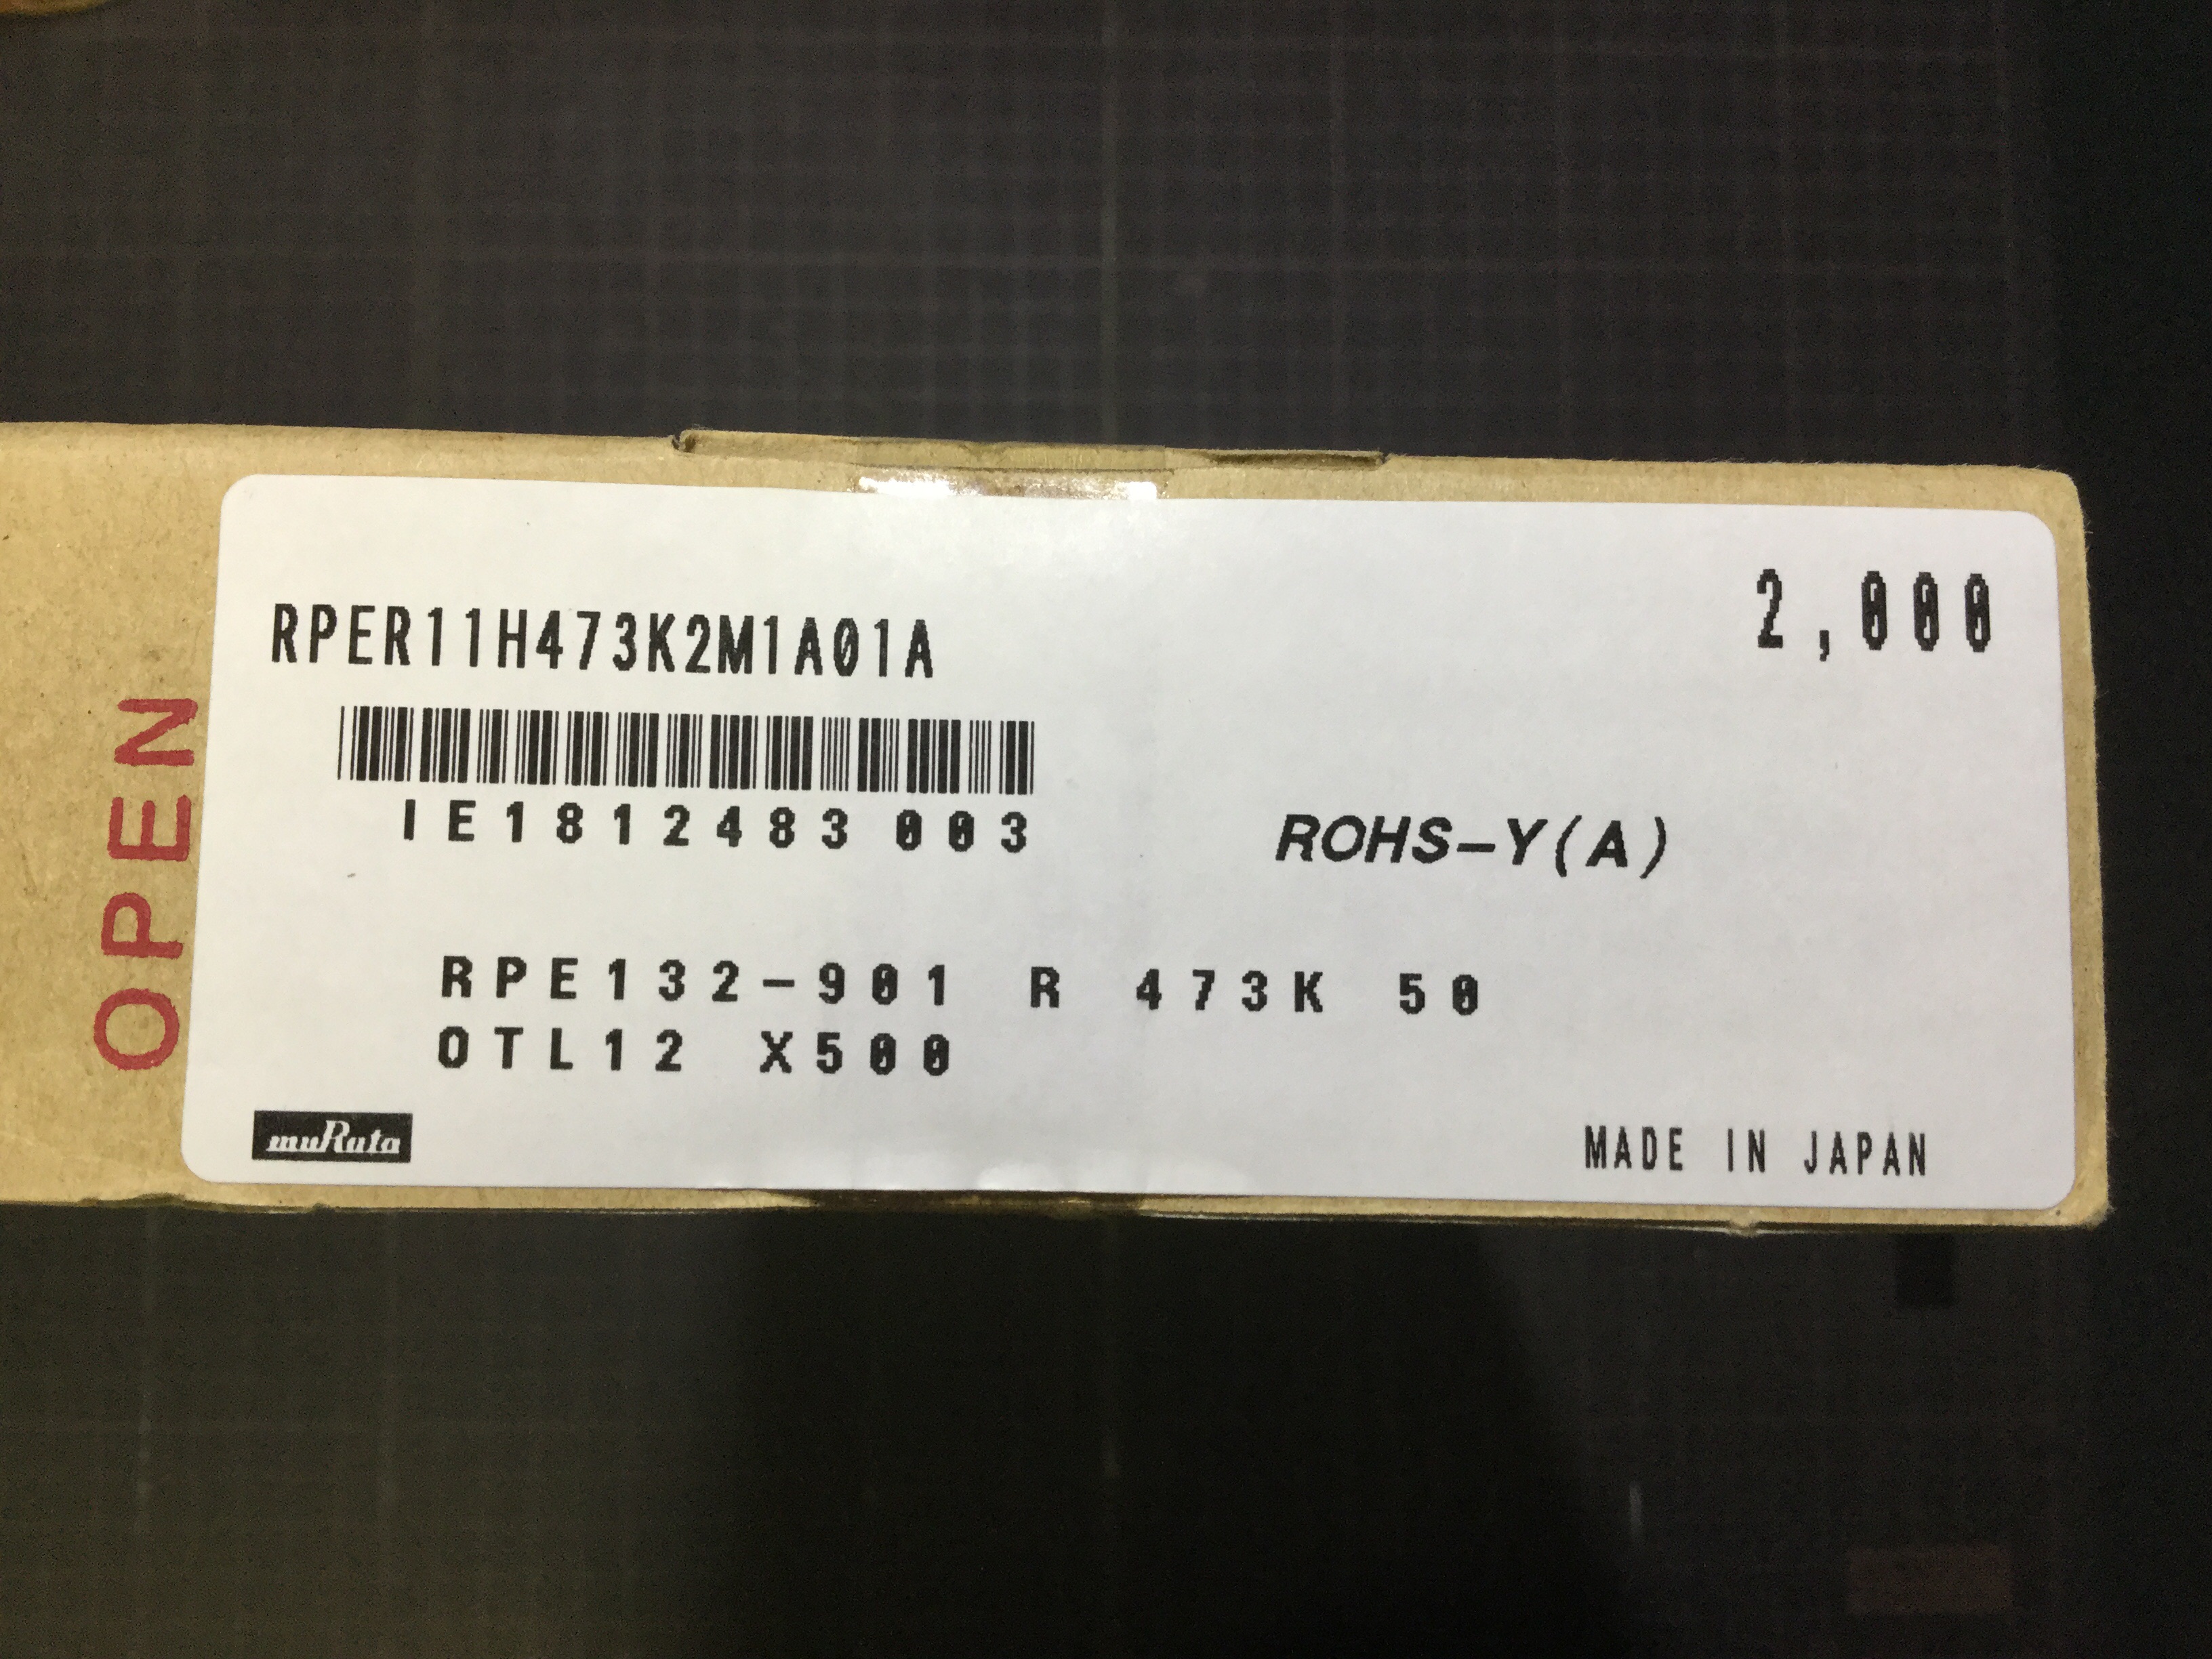 RPER11H473K2M1A01A
2,000
IE1812483 003
ROHS-Y(A)
RPE132-901 R 473K 50
OTL12 X500
muRata
MADE IN JAPAN
OPEN